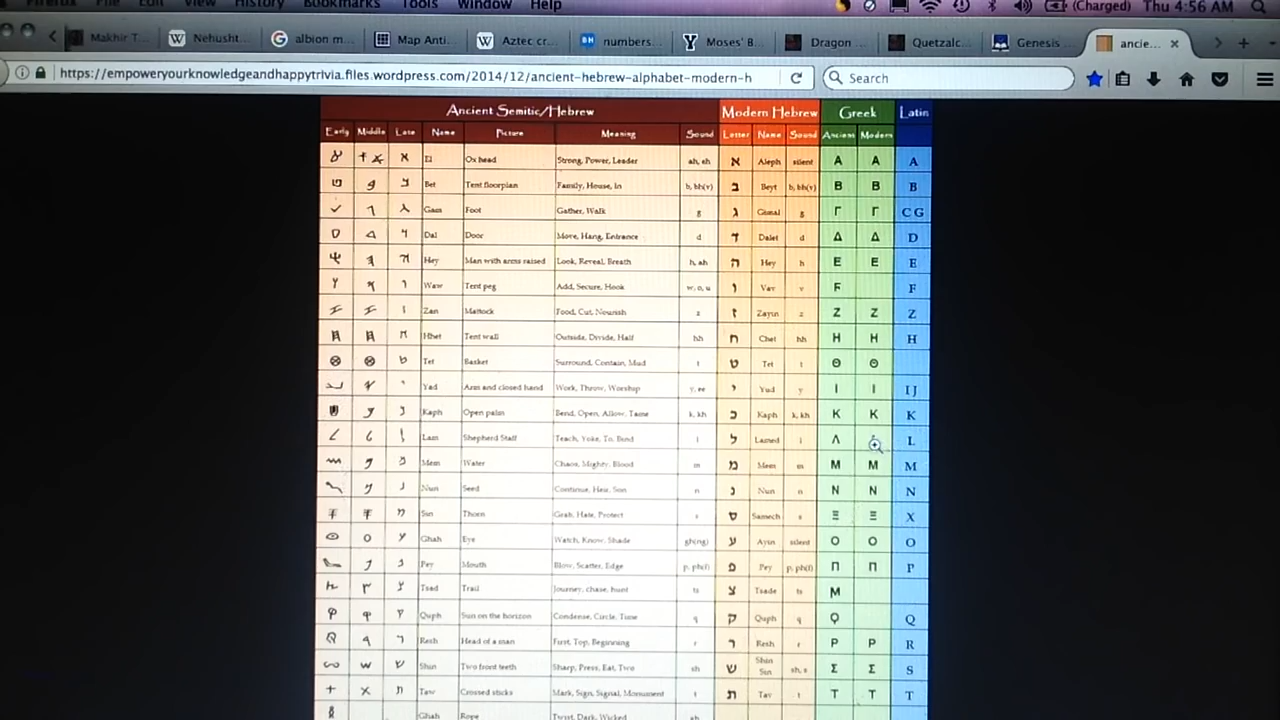 Firefox File Edit View History Bookmarks Tools Window Help (Charged) Thu 4:56 AM
Makhir T... Nehusht... albion m... Map Anti... Aztec cr... numbers... Moses' B... Dragon ... Quetzalc... Genesis ... ancie...
https://empoweryourknowledgeandhappytrivia.files.wordpress.com/2014/12/ancient-hebrew-alphabet-modern-h Search
Ancient Semitic/Hebrew Modern Hebrew Greek Latin
Early Middle Late Name Picture Meaning Sound Letter Name Sound Ancient Modern
El Ox head Strong, Power, Leader ah, eh א Aleph silent A A A
Bet Tent floorplan Family, House, In b, bh(v) ב Beyt b, bh(v) B B B
Gam Foot Gather, Walk g ג Gimal g Γ Γ C G
Dal Door Move, Hang, Entrance d ד Dalet d Δ Δ D
Hey Man with arms raised Look, Reveal, Breath h, ah ה Hey h E E E
Waw Tent peg Add, Secure, Hook w, o, u ו Vav v F F
Zan Mattock Food, Cut, Nourish z ז Zayin z Z Z Z
Hhet Tent wall Outside, Divide, Half hh ח Chet hh H H H
Tet Basket Surround, Contain, Mud t ט Tet t Θ Θ
Yad Arm and closed hand Work, Throw, Worship y, ee י Yud y I I I J
Kaph Open palm Bend, Open, Allow, Tame k, kh כ Kaph k, kh K K K
Lam Shepherd Staff Teach, Yoke, To, Bind l ל Lamed l Λ L
Mem Water Chaos, Mighty, Blood m מ Mem m M M M
Nun Seed Continue, Heir, Son n נ Nun n N N N
Sin Thorn Grab, Hate, Protect s Samech s Ξ Ξ X
Ghah Eye Watch, Know, Shade gh(ng) ע Ayin silent O O O
Pey Mouth Blow, Scatter, Edge p, ph(f) פ Pey p, ph(f) Π Π P
Tsad Trail Journey, chase, hunt ts צ Tsade ts M
Quph Sun on the horizon Condense, Circle, Time q ק Quph q Ϙ Q
Resh Head of a man First, Top, Beginning r ר Resh r P P R
Shin Two front teeth Sharp, Press, Eat, Two sh ש Shin Sin sh, s Σ Σ S
Taw Crossed sticks Mark, Sign, Signal, Monument t ת Tav t T T T
Ghah Rope Twist, Dark, Wicked gh